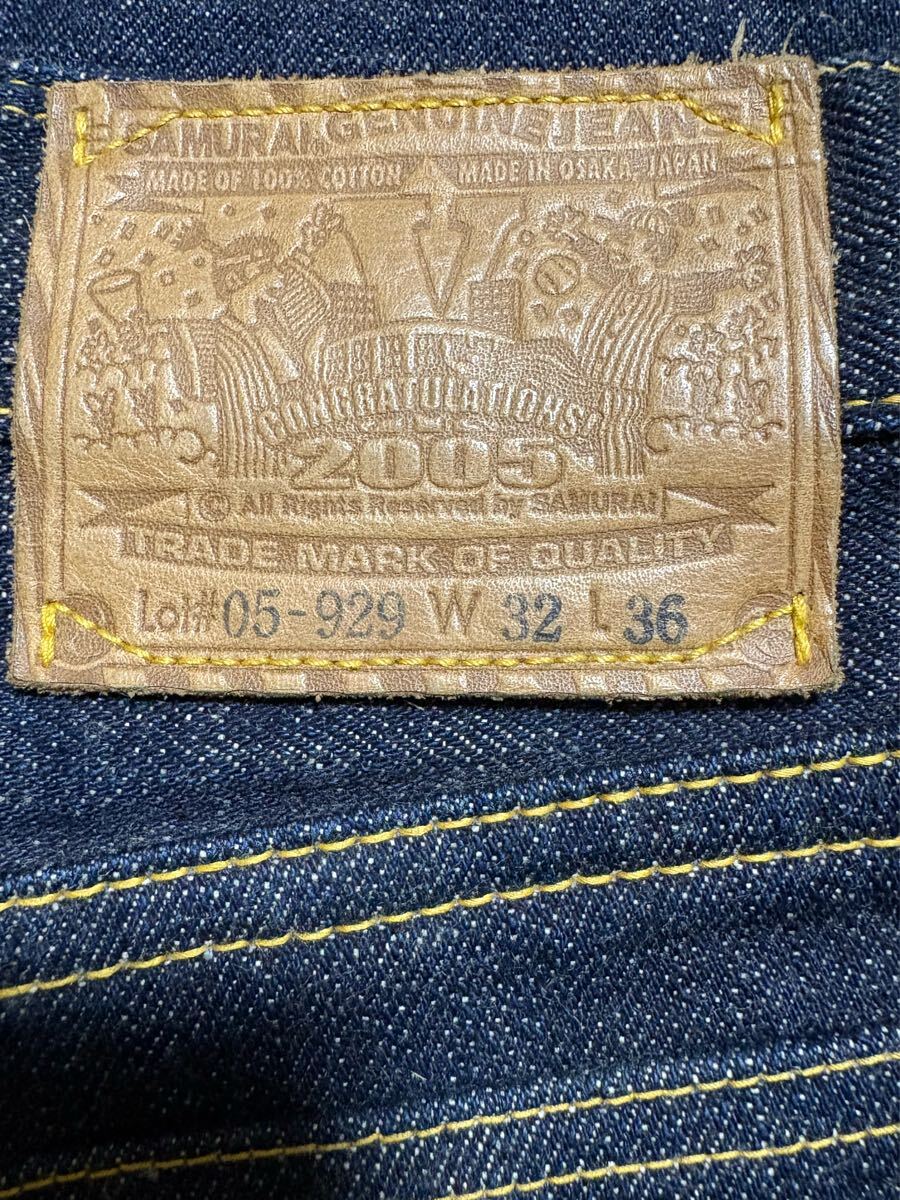 SAMURAI GENUINE JEANS
MADE OF 100% COTTON MADE IN OSAKA, JAPAN
CONGRATULATIONS!
2005
© All Rights Reserved by SAMURAI
TRADE MARK OF QUALITY
Lot# 05-929 W 32 L 36